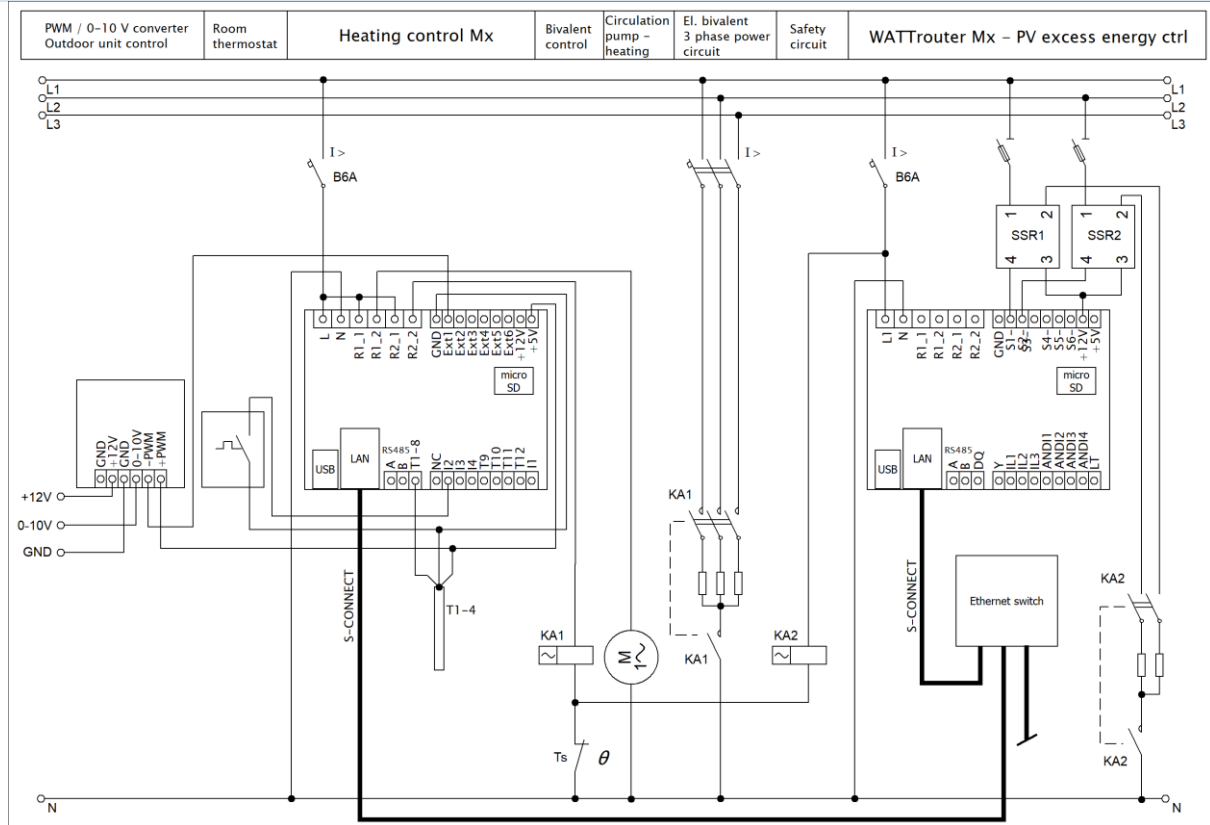 PWM / 0-10 V converter
Outdoor unit control
Room
thermostat
Heating control Mx
Bivalent
control
Circulation
pump -
heating
El. bivalent
3 phase power
circuit
Safety
circuit
WATTrouter Mx - PV excess energy ctrl
L1
L2
L3
L1
L2
L3
I >
B6A
I >
I >
B6A
1
2
SSR1
4
3
1
2
SSR2
4
3
L
N
R1_1
R1_2
R2_1
R2_2
GND
Ext1
Ext2
Ext3
Ext4
Ext5
Ext6
+12V
+5V
micro
SD
USB
LAN
RS485
A
B
T1-8
NC
I2
I3
I4
T9
T10
T11
T12
I1
L1
N
R1_1
R1_2
R2_1
R2_2
GND
S1-
S2-
S3-
S4-
S5-
S6-
+12V
+5V
micro
SD
USB
LAN
RS485
A
B
DQ
Y
IL1
IL2
IL3
ANDI1
ANDI2
ANDI3
ANDI4
LT
GND
+12V
GND
0-10V
-PWM
+PWM
+12V
0-10V
GND
S-CONNECT
T1-4
KA1
M
1~
KA1
KA1
KA2
S-CONNECT
Ethernet switch
KA2
KA2
Ts
θ
N
N